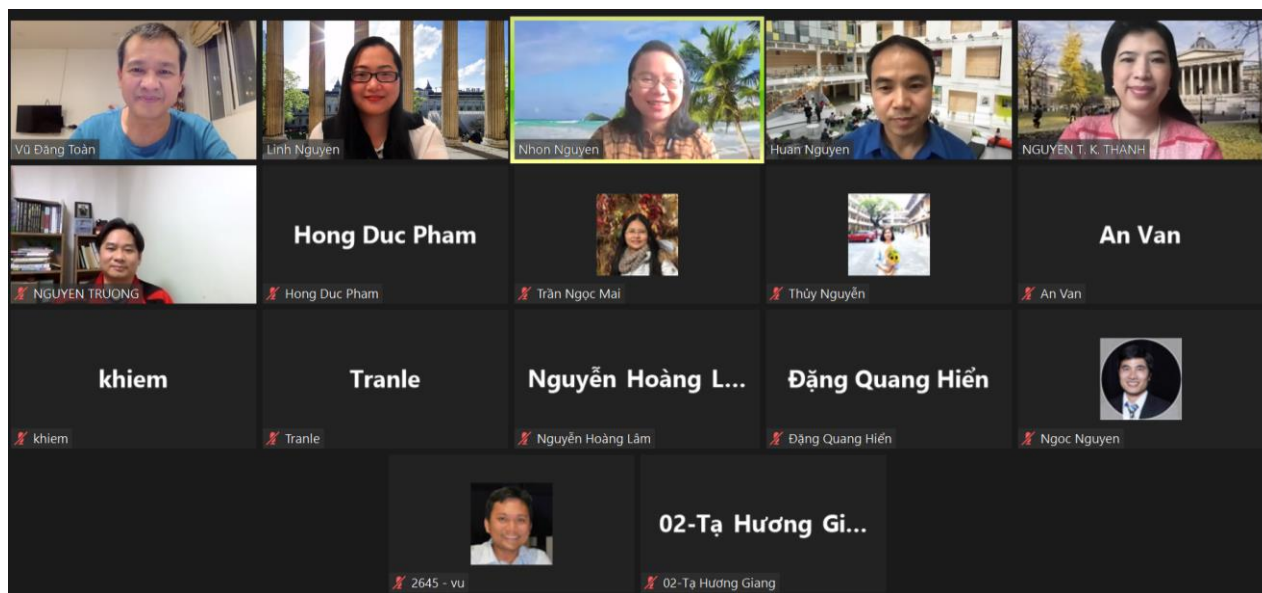 Vũ Đăng Toàn
Linh Nguyen
Nhon Nguyen
Huan Nguyen
NGUYEN T. K. THANH
NGUYEN TRUONG
Hong Duc Pham
Hong Duc Pham
Trần Ngọc Mai
Thủy Nguyễn
An Van
An Van
khiem
khiem
Tranle
Tranle
Nguyễn Hoàng L...
Nguyễn Hoàng Lâm
Đặng Quang Hiển
Đặng Quang Hiển
Ngoc Nguyen
2645 - vu
02-Tạ Hương Gi...
02-Tạ Hương Giang